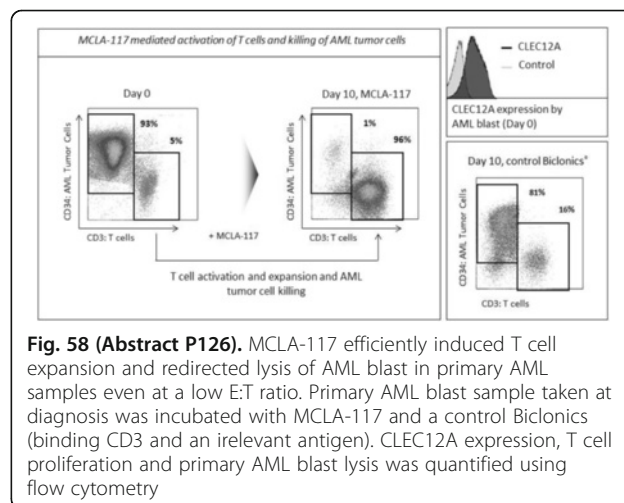 MCLA-117 mediated activation of T cells and killing of AML tumor cells
Day 0
93%
5%
CD34: AML Tumor Cells
CD3: T cells
+ MCLA-117
Day 10, MCLA-117
1%
96%
CD34: AML Tumor Cells
CD3: T cells
T cell activation and expansion and AML
tumor cell killing
CLEC12A
Control
CLEC12A expression by
AML blast (Day 0)
Day 10, control Biclonics®
81%
16%
CD34: AML Tumor Cells
CD3: T cells
Fig. 58 (Abstract P126). MCLA-117 efficiently induced T cell
expansion and redirected lysis of AML blast in primary AML
samples even at a low E:T ratio. Primary AML blast sample taken at
diagnosis was incubated with MCLA-117 and a control Biclonics
(binding CD3 and an irelevant antigen). CLEC12A expression, T cell
proliferation and primary AML blast lysis was quantified using
flow cytometry